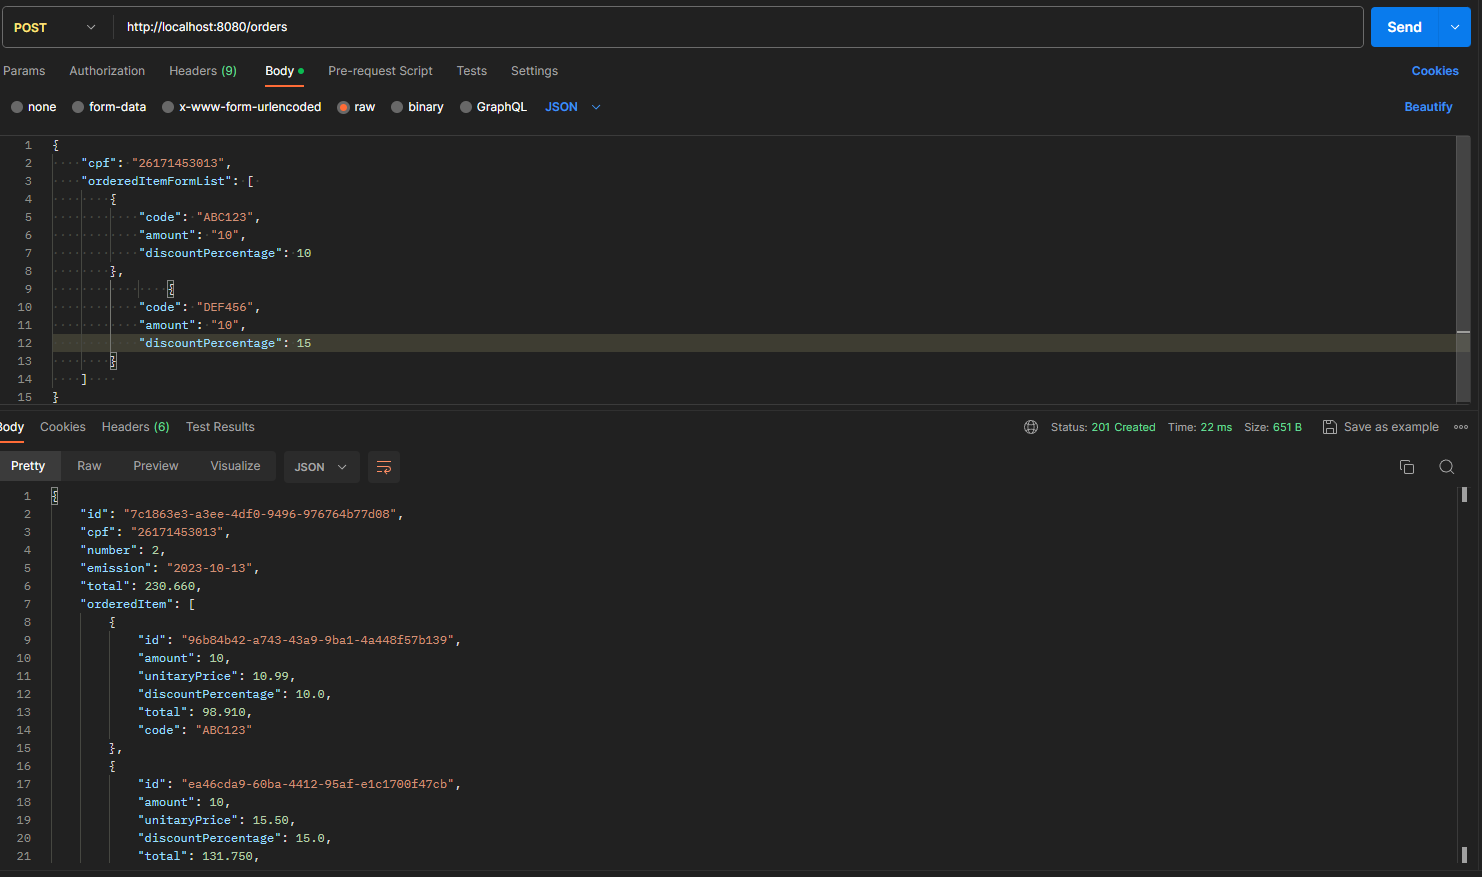 POST http://localhost:8080/orders Send
Params Authorization Headers (9) Body Pre-request Script Tests Settings Cookies
none form-data x-www-form-urlencoded raw binary GraphQL JSON Beautify
1 {
2 "cpf": "26171453013",
3 "orderedItemFormList": [
4 {
5 "code": "ABC123",
6 "amount": "10",
7 "discountPercentage": 10
8 },
9 {
10 "code": "DEF456",
11 "amount": "10",
12 "discountPercentage": 15
13 }
14 ]
15 }
Body Cookies Headers (6) Test Results Status: 201 Created Time: 22 ms Size: 651 B Save as example
Pretty Raw Preview Visualize JSON
1 {
2 "id": "7c1863e3-a3ee-4df0-9496-976764b77d08",
3 "cpf": "26171453013",
4 "number": 2,
5 "emission": "2023-10-13",
6 "total": 230.660,
7 "orderedItem": [
8 {
9 "id": "96b84b42-a743-43a9-9ba1-4a448f57b139",
10 "amount": 10,
11 "unitaryPrice": 10.99,
12 "discountPercentage": 10.0,
13 "total": 98.910,
14 "code": "ABC123"
15 },
16 {
17 "id": "ea46cda9-60ba-4412-95af-e1c1700f47cb",
18 "amount": 10,
19 "unitaryPrice": 15.50,
20 "discountPercentage": 15.0,
21 "total": 131.750,